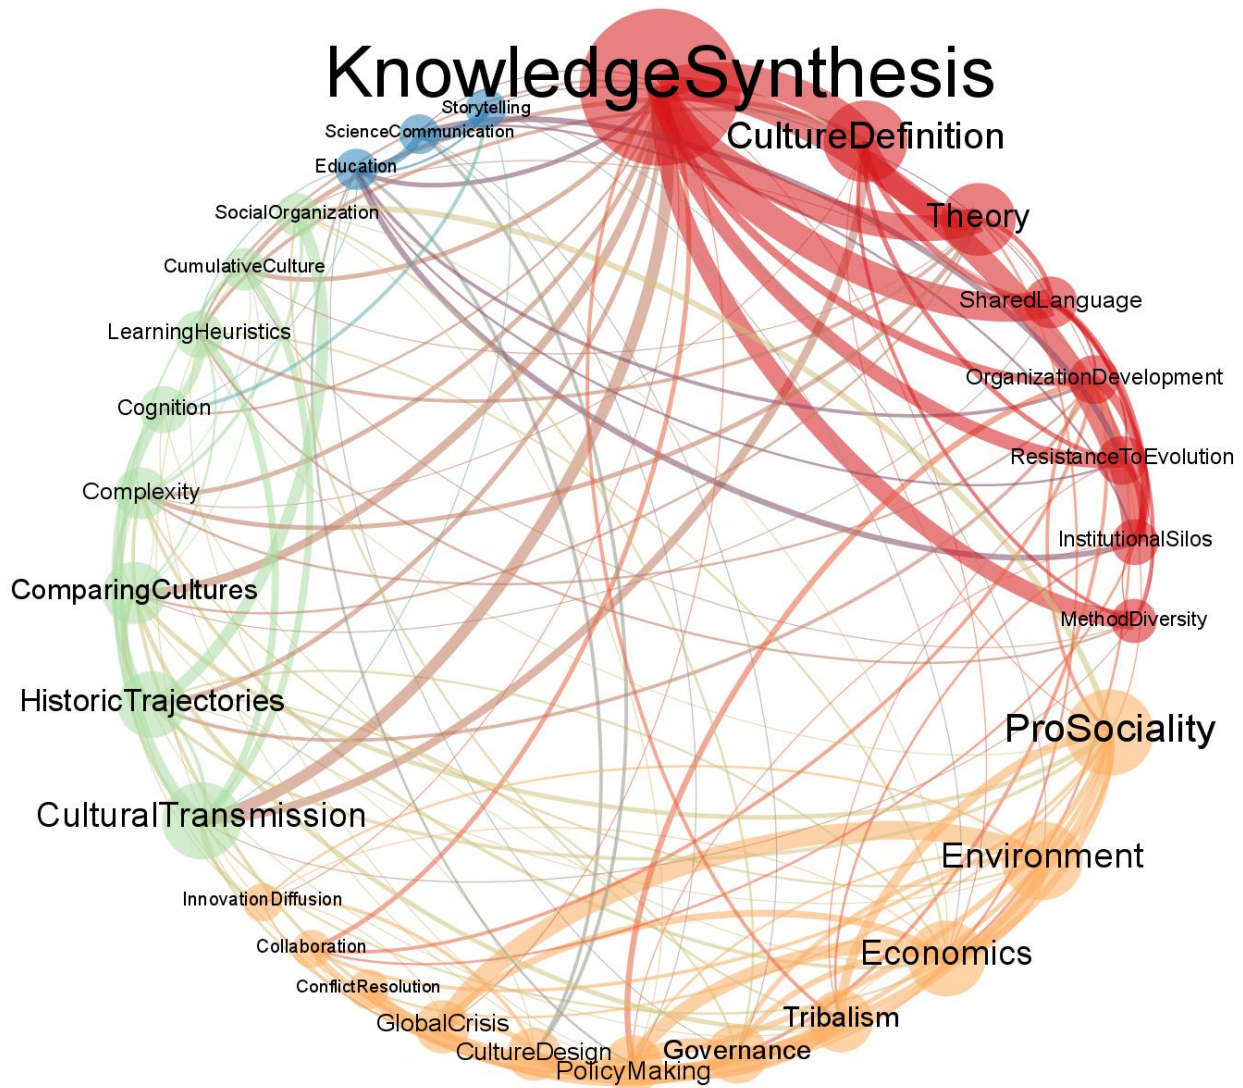 KnowledgeSynthesis
Storytelling
CultureDefinition
ScienceCommunication
Education
SocialOrganization
Theory
CumulativeCulture
SharedLanguage
LearningHeuristics
OrganizationDevelopment
Cognition
ResistanceToEvolution
Complexity
InstitutionalSilos
ComparingCultures
MethodDiversity
HistoricTrajectories
ProSociality
CulturalTransmission
Environment
InnovationDiffusion
Collaboration
Economics
ConflictResolution
Tribalism
GlobalCrisis
CultureDesign
Governance
PolicyMaking